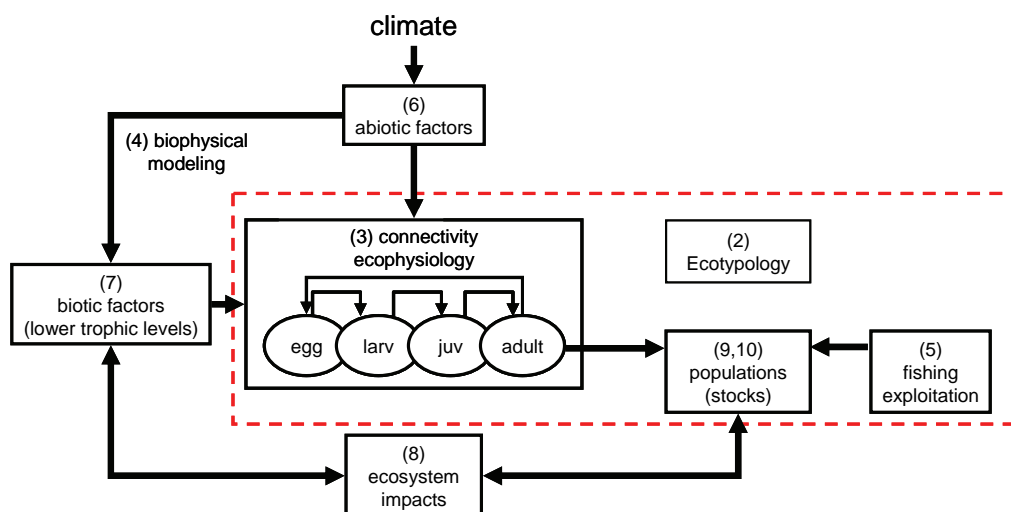 climate
(6)
abiotic factors
(4) biophysical
modeling
(3) connectivity
ecophysiology
(2)
Ecotypology
(7)
biotic factors
(lower trophic levels)
egg
larv
juv
adult
(9,10)
populations
(stocks)
(5)
fishing
exploitation
(8)
ecosystem
impacts